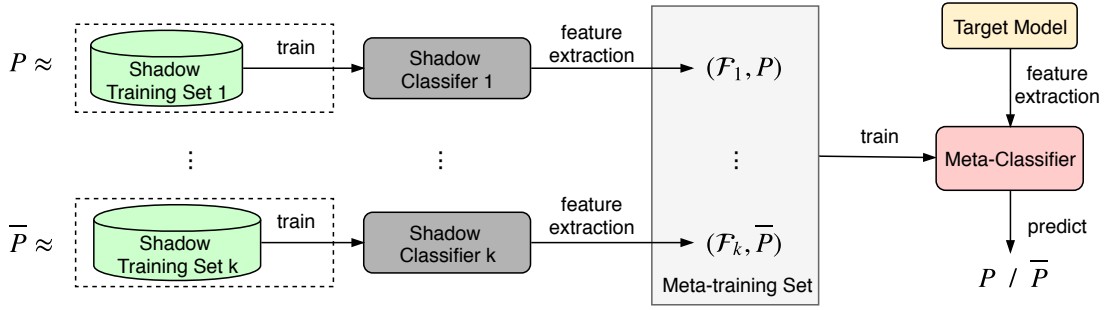 P ≈
Shadow
Training Set 1
train
Shadow
Classifer 1
feature
extraction
(ℱ₁, P)
Target Model
feature
extraction
⋮
⋮
⋮
train
Meta-Classifier
P̅ ≈
Shadow
Training Set k
train
Shadow
Classifier k
feature
extraction
(ℱₖ, P̅)
Meta-training Set
predict
P / P̅